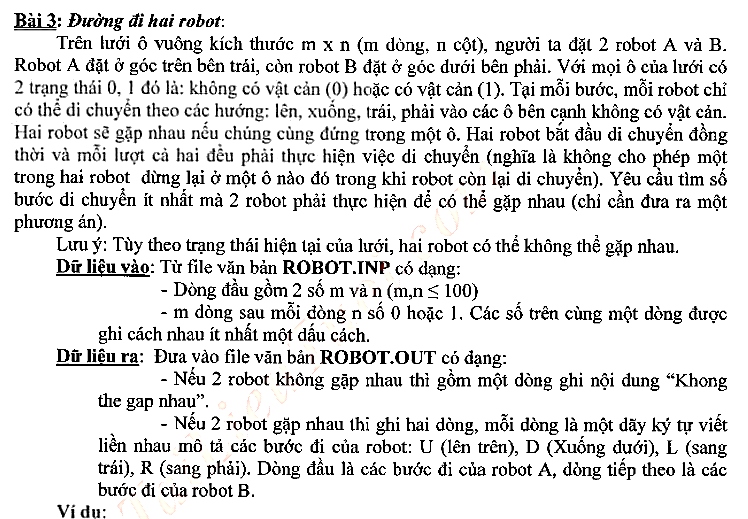 Bài 3: Đường đi hai robot:
Trên lưới ô vuông kích thước m x n (m dòng, n cột), người ta đặt 2 robot A và B.
Robot A đặt ở góc trên bên trái, còn robot B đặt ở góc dưới bên phải. Với mọi ô của lưới có
2 trạng thái 0, 1 đó là: không có vật cản (0) hoặc có vật cản (1). Tại mỗi bước, mỗi robot chỉ
có thể di chuyển theo các hướng: lên, xuống, trái, phải vào các ô bên cạnh không có vật cản.
Hai robot sẽ gặp nhau nếu chúng cùng đứng trong một ô. Hai robot bắt đầu di chuyển đồng
thời và mỗi lượt cả hai đều phải thực hiện việc di chuyển (nghĩa là không cho phép một
trong hai robot dừng lại ở một ô nào đó trong khi robot còn lại di chuyển). Yêu cầu tìm số
bước di chuyển ít nhất mà 2 robot phải thực hiện để có thể gặp nhau (chỉ cần đưa ra một
phương án).
Lưu ý: Tùy theo trạng thái hiện tại của lưới, hai robot có thể không thể gặp nhau.
Dữ liệu vào: Từ file văn bản ROBOT.INP có dạng:
- Dòng đầu gồm 2 số m và n (m,n ≤ 100)
- m dòng sau mỗi dòng n số 0 hoặc 1. Các số trên cùng một dòng được
ghi cách nhau ít nhất một dấu cách.
Dữ liệu ra: Đưa vào file văn bản ROBOT.OUT có dạng:
- Nếu 2 robot không gặp nhau thì gồm một dòng ghi nội dung “Khong
the gap nhau”.
- Nếu 2 robot gặp nhau thì ghi hai dòng, mỗi dòng là một dãy ký tự viết
liền nhau mô tả các bước đi của robot: U (lên trên), D (Xuống dưới), L (sang
trái), R (sang phải). Dòng đầu là các bước đi của robot A, dòng tiếp theo là các
bước đi của robot B.
Ví dụ: